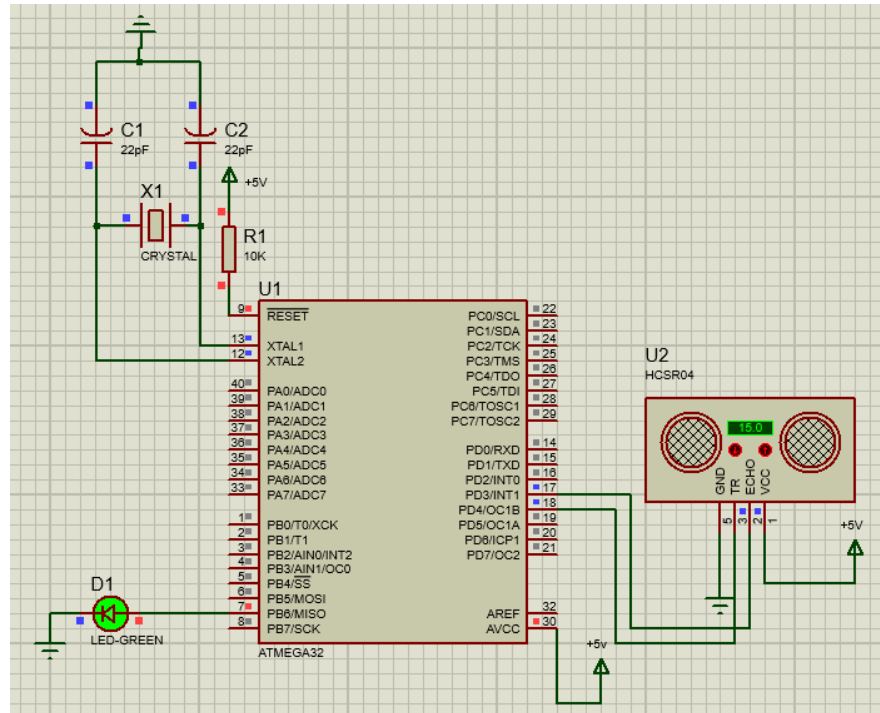 C1
22pF
C2
22pF
+5V
X1
CRYSTAL
R1
10K
U1
9 RESET
13 XTAL1
12 XTAL2
40 PA0/ADC0
39 PA1/ADC1
38 PA2/ADC2
37 PA3/ADC3
36 PA4/ADC4
35 PA5/ADC5
34 PA6/ADC6
33 PA7/ADC7
1 PB0/T0/XCK
2 PB1/T1
3 PB2/AIN0/INT2
4 PB3/AIN1/OC0
5 PB4/SS
6 PB5/MOSI
7 PB6/MISO
8 PB7/SCK
PC0/SCL 22
PC1/SDA 23
PC2/TCK 24
PC3/TMS 25
PC4/TDO 26
PC5/TDI 27
PC6/TOSC1 28
PC7/TOSC2 29
PD0/RXD 14
PD1/TXD 15
PD2/INT0 16
PD3/INT1 17
PD4/OC1B 18
PD5/OC1A 19
PD6/ICP1 20
PD7/OC2 21
AREF 32
AVCC 30
ATMEGA32
D1
LED-GREEN
U2
HCSR04
15.0
GND
TR
ECHO
VCC
5
3
2
1
+5V
+5v